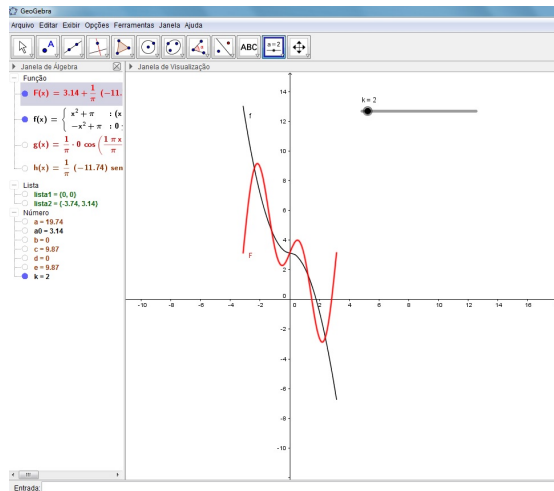 GeoGebra
Arquivo Editar Exibir Opções Ferramentas Janela Ajuda
A ABC a=2
Janela de Álgebra
Janela de Visualização
Função
F(x) = 3.14 + 1/π (-11.
f(x) = { x² + π : (x
-x² + π : 0
g(x) = 1/π · 0 cos (1 π x/π
h(x) = 1/π (-11.74) sen
Lista
lista1 = (0, 0)
lista2 = (-3.74, 3.14)
Número
a = 19.74
a0 = 3.14
b = 0
c = 9.87
d = 0
e = 9.87
k = 2
k = 2
f
F
14
12
10
8
6
4
2
0
-2
-4
-6
-8
-10
-10 -8 -6 -4 -2 0 2 4 6 8 10 12 14 16
Entrada: